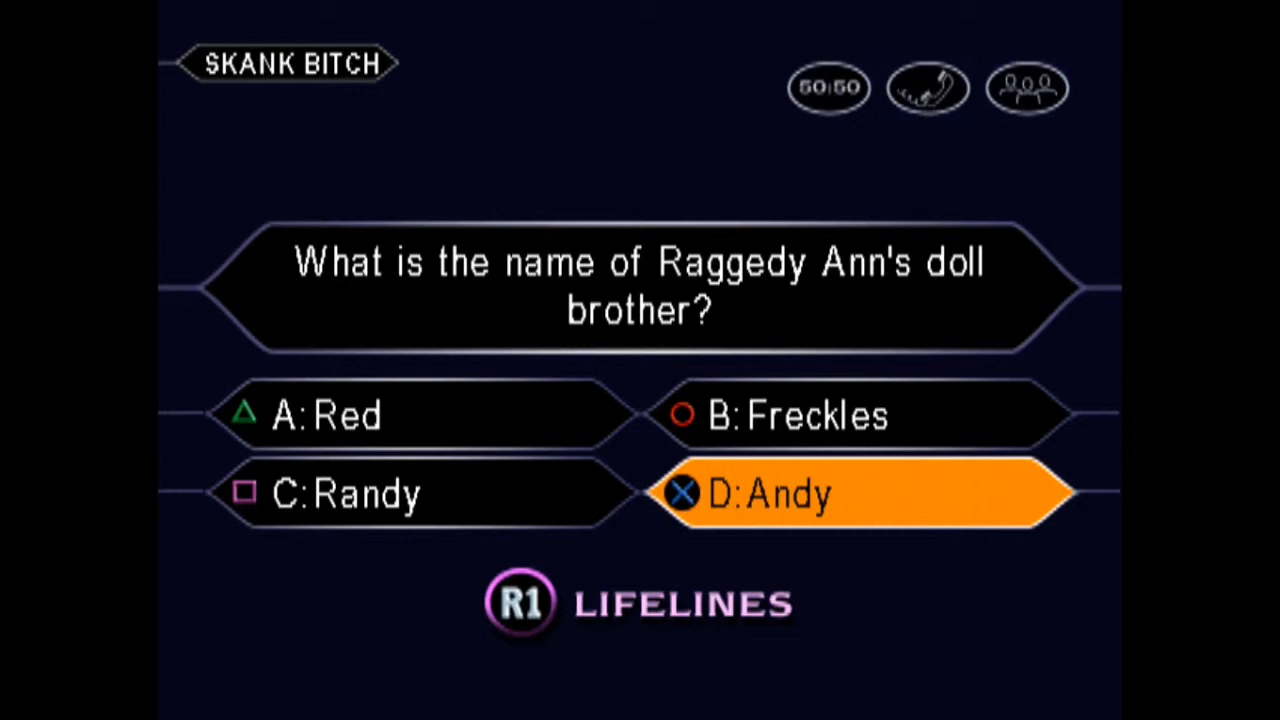 SKANK BITCH
50:50
What is the name of Raggedy Ann's doll
brother?
A: Red
B: Freckles
C: Randy
D: Andy
R1 LIFELINES